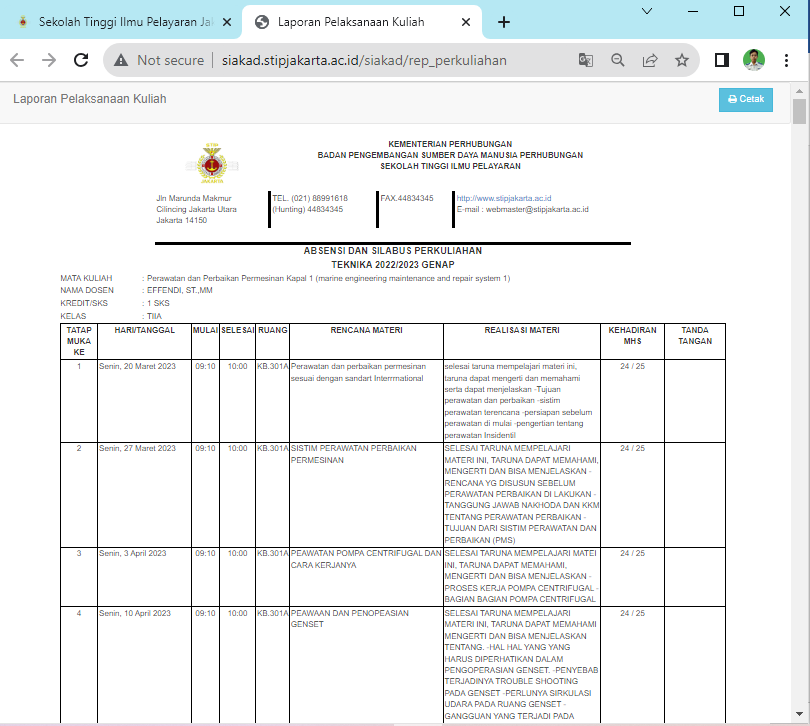 Sekolah Tinggi Ilmu Pelayaran Jak
Laporan Pelaksanaan Kuliah
Not secure
siakad.stipjakarta.ac.id/siakad/rep_perkuliahan
Laporan Pelaksanaan Kuliah
Cetak
KEMENTERIAN PERHUBUNGAN
BADAN PENGEMBANGAN SUMBER DAYA MANUSIA PERHUBUNGAN
SEKOLAH TINGGI ILMU PELAYARAN
JAKARTA
Jln Marunda Makmur
Cilincing Jakarta Utara
Jakarta 14150
TEL. (021) 88991618
(Hunting) 44834345
FAX.44834345
http://www.stipjakarta.ac.id
E-mail : webmaster@stipjakarta.ac.id
ABSENSI DAN SILABUS PERKULIAHAN
TEKNIKA 2022/2023 GENAP
MATA KULIAH : Perawatan dan Perbaikan Permesinan Kapal 1 (marine engineering maintenance and repair system 1)
NAMA DOSEN : EFFENDI, ST.,MM
KREDIT/SKS : 1 SKS
KELAS : TIIA
TATAP MUKA KE
HARI/TANGGAL
MULAI
SELESAI
RUANG
RENCANA MATERI
REALISASI MATERI
KEHADIRAN MHS
TANDA TANGAN
1
Senin, 20 Maret 2023
09:10
10:00
KB.301A
Perawatan dan perbaikan permesinan
sesuai dengan sandart Interrmational
selesai taruna mempelajari materi ini,
taruna dapat mengerti dan memahami
serta dapat menjelaskan -Tujuan
perawatan dan perbaikan -sistim
perawatan terencana -persiapan sebelum
perawatan di mulai -pengertian tentang
perawatan Insidentil
24 / 25
2
Senin, 27 Maret 2023
09:10
10:00
KB.301A
SISTIM PERAWATAN PERBAIKAN
PERMESINAN
SELESAI TARUNA MEMPELAJARI
MATERI INI, TARUNA DAPAT MEMAHAMI,
MENGERTI DAN BISA MENJELASKAN -
RENCANA YG DISUSUN SEBELUM
PERAWATAN PERBAIKAN DI LAKUKAN -
TANGGUNG JAWAB NAKHODA DAN KKM
TENTANG PERAWATAN PERBAIKAN -
TUJUAN DARI SISTIM PERAWATAN DAN
PERBAIKAN (PMS)
24 / 25
3
Senin, 3 April 2023
09:10
10:00
KB.301A
PEAWATAN POMPA CENTRIFUGAL DAN
CARA KERJANYA
SELESAI TARUNA MEMPELAJARI MATEI
INI, TARUNA DAPAT MEMAHAMI,
MENGERTI DAN BISA MENJELASKAN -
PROSES KERJA POMPA CENTRIFUGAL -
BAGIAN BAGIAN POMPA CENTRIFUGAL
24 / 25
4
Senin, 10 April 2023
09:10
10:00
KB.301A
PEAWAAN DAN PENOPEASIAN
GENSET
SELESAI TARUNA MEMPELAJARI
MATERI INI, TARUNA DAPAT MEMAHAMI
MENGERTI DAN BISA MENJELASKAN
TENTANG. -HAL HAL YANG YANG
HARUS DIPERHATIKAN DALAM
PENGOPERASIAN GENSET. -PENYEBAB
TERJADINYA TROUBLE SHOOTING
PADA GENSET -PERLUNYA SIRKULASI
UDARA PADA RUANG GENSET -
GANGGUAN YANG TERJADI PADA
24 / 25